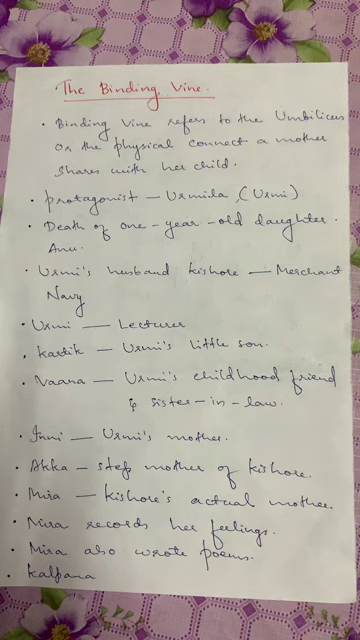 The Binding Vine.
• Binding Vine refers to the Umbilicus
Or the physical connect a mother
shares with her child.
• Protagonist - Urmila (Urmi)
• Death of one-year-old daughter.
Anu.
• Urmi's husband Kishore - Merchant
Navy
• Urmi - Lecturer
• Kartik - Urmi's little son.
• Vaana - Urmi's childhood friend
& sister-in-law.
• Inni - Urmi's mother.
• Akka - step mother of Kishore.
• Mira - Kishore's actual mother.
• Mira records her feelings.
• Mira also wrote poems.
• Kalpana